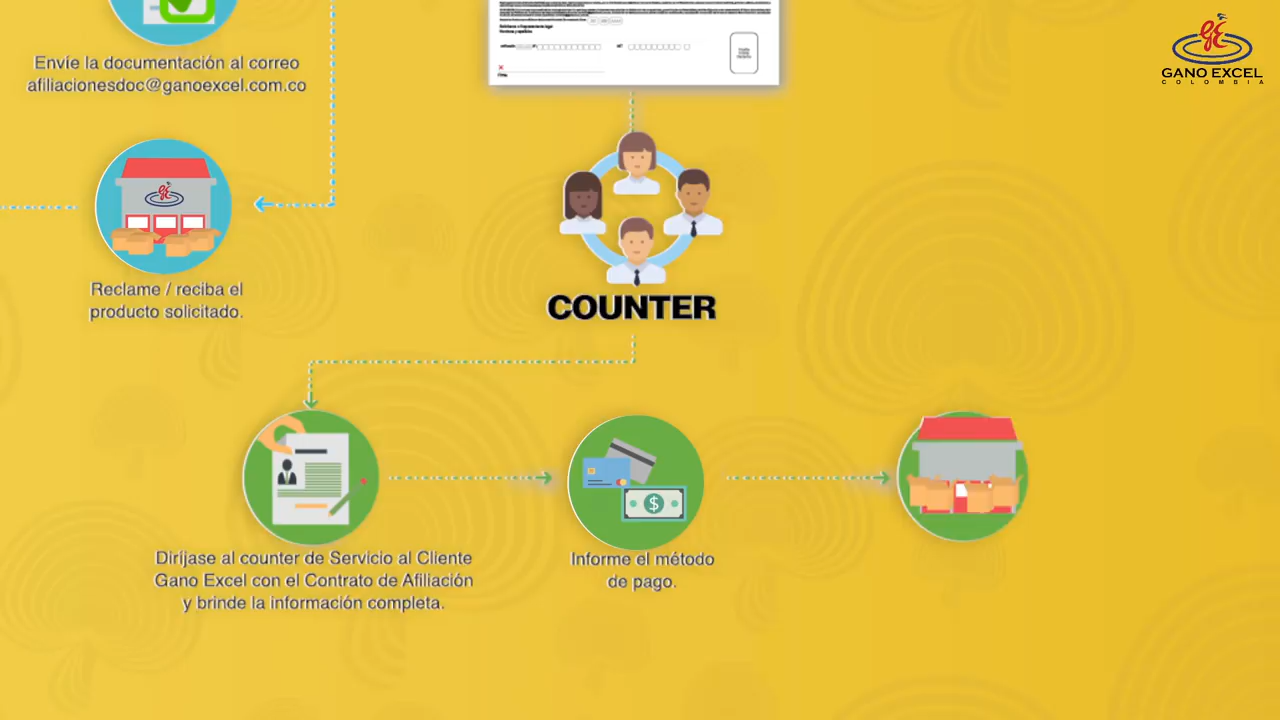 Envíe la documentación al correo
afiliacionesdoc@ganoexcel.com.co
GANO EXCEL
COLOMBIA
Reclame / reciba el
producto solicitado.
COUNTER
Diríjase al counter de Servicio al Cliente
Gano Excel con el Contrato de Afiliación
y brinde la información completa.
Informe el método
de pago.